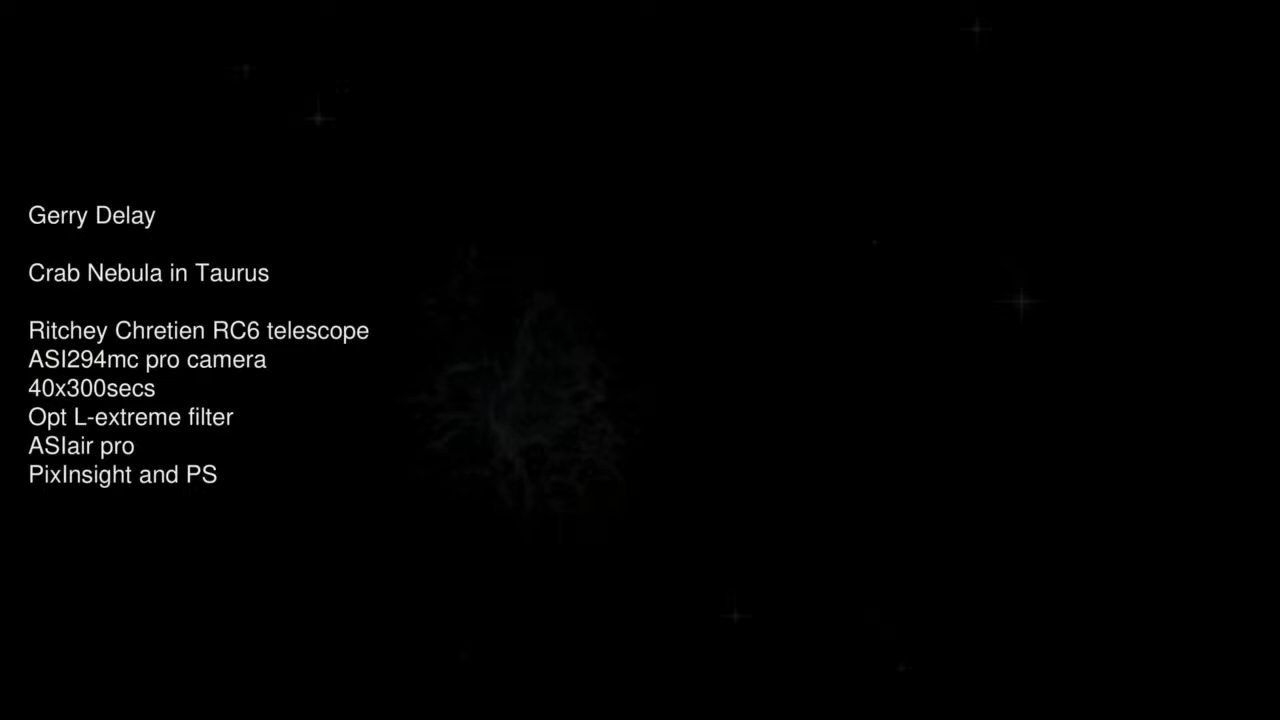 Gerry Delay
Crab Nebula in Taurus
Ritchey Chretien RC6 telescope
ASI294mc pro camera
40x300secs
Opt L-extreme filter
ASIair pro
PixInsight and PS